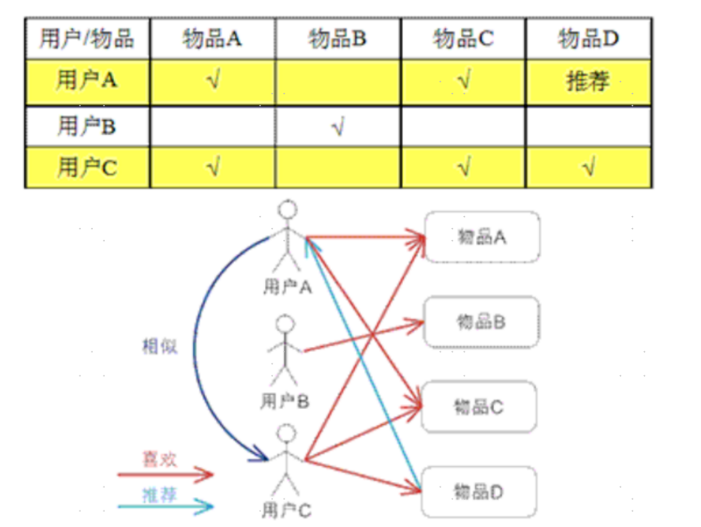 用户/物品 物品A 物品B 物品C 物品D
用户A √ √ 推荐
用户B √
用户C √ √ √
物品A
用户A
物品B
相似
用户B
物品C
喜欢
推荐
物品D
用户C